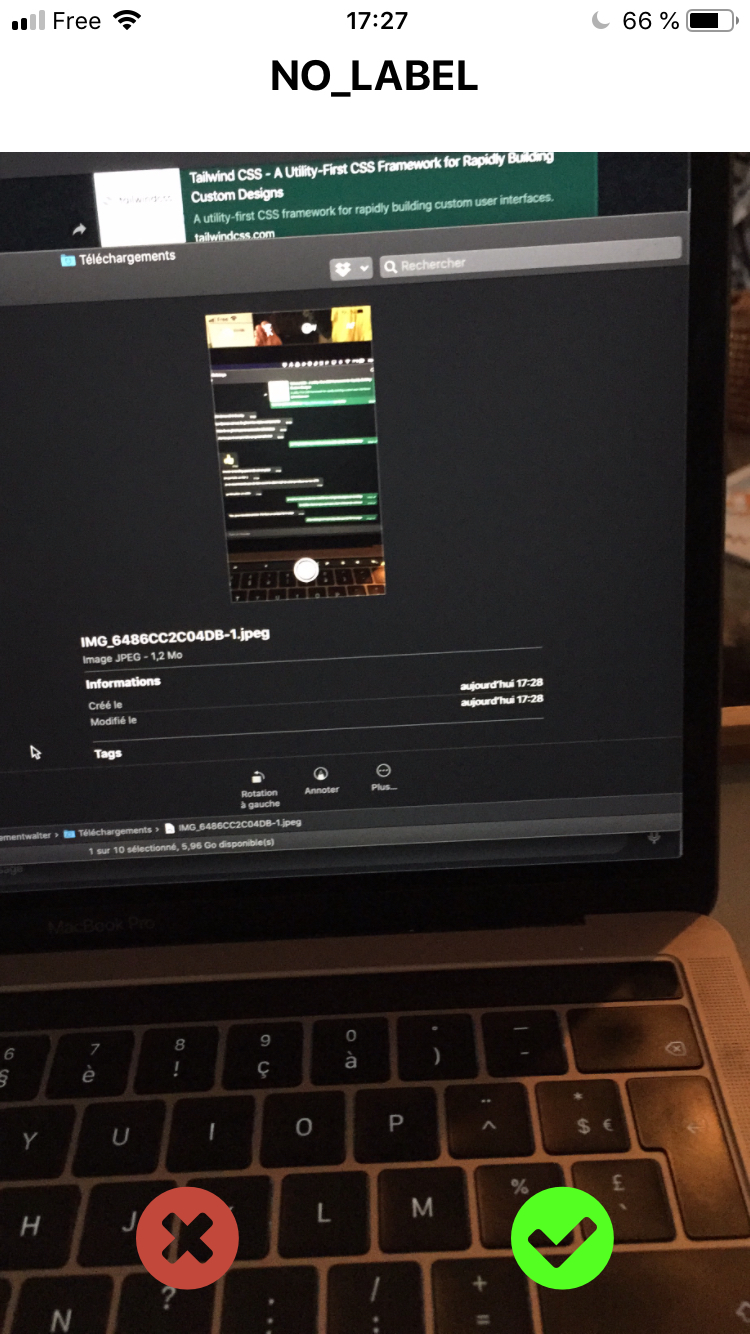 Free 17:27 66 %
NO_LABEL
Tailwind CSS - A Utility-First CSS Framework for Rapidly Building
Custom Designs
A utility-first CSS framework for rapidly building custom user interfaces.
tailwindcss.com
Téléchargements
Rechercher
IMG_6486CC2C04DB-1.jpeg
Image JPEG - 1,2 Mo
Informations
Créé le aujourd'hui 17:28
Modifié le aujourd'hui 17:28
Tags
Rotation
à gauche
Annoter
Plus...
ementwalter > Téléchargements > IMG_6486CC2C04DB-1.jpeg
1 sur 10 sélectionné, 5,96 Go disponible(s)
MacBook Pro
6 7 8 9 0 ° _
§ è ! ç à ) -
Y U I O P ¨ ^ * $ €
H J L M % £ `
N ? . / + 
; : =